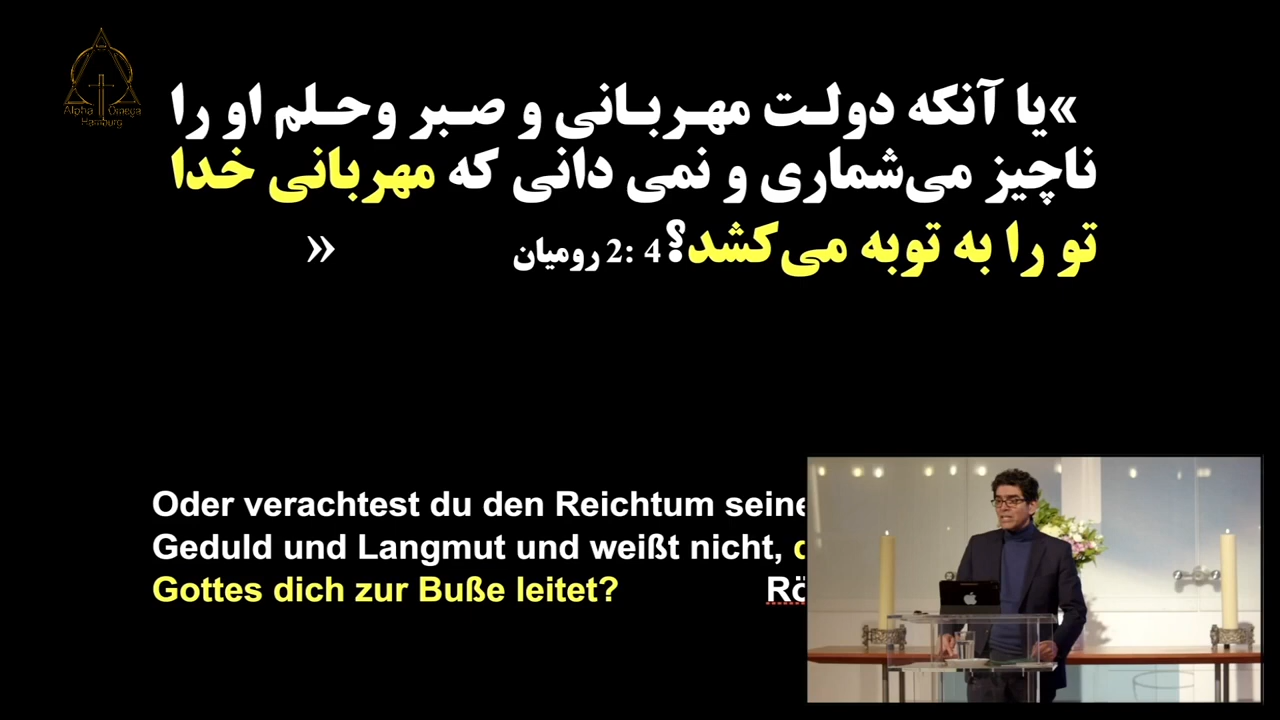 Alpha Omega
Hamburg
»یا آنکه دولت مهربانی و صبر وحلم او را
ناچیز می‌شماری و نمی دانی که مهربانی خدا
تو را به توبه می‌کشد؟ 4 :2 رومیان «
Oder verachtest du den Reichtum seine
Geduld und Langmut und weißt nicht,
Gottes dich zur Buße leitet? Rö